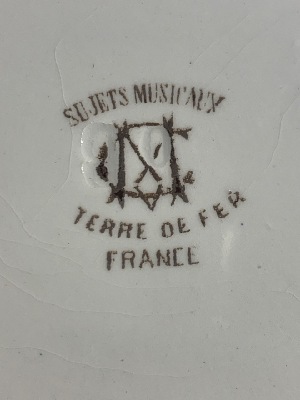 SUJETS MUSICAUX
TERRE DE FER
FRANCE